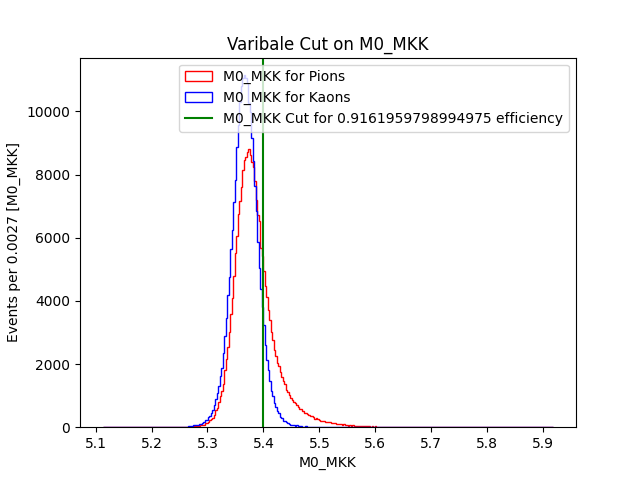 Varibale Cut on M0_MKK
M0_MKK for Pions
M0_MKK for Kaons
M0_MKK Cut for 0.9161959798994975 efficiency
Events per 0.0027 [M0_MKK]
10000
8000
6000
4000
2000
0
5.1 5.2 5.3 5.4 5.5 5.6 5.7 5.8 5.9
M0_MKK